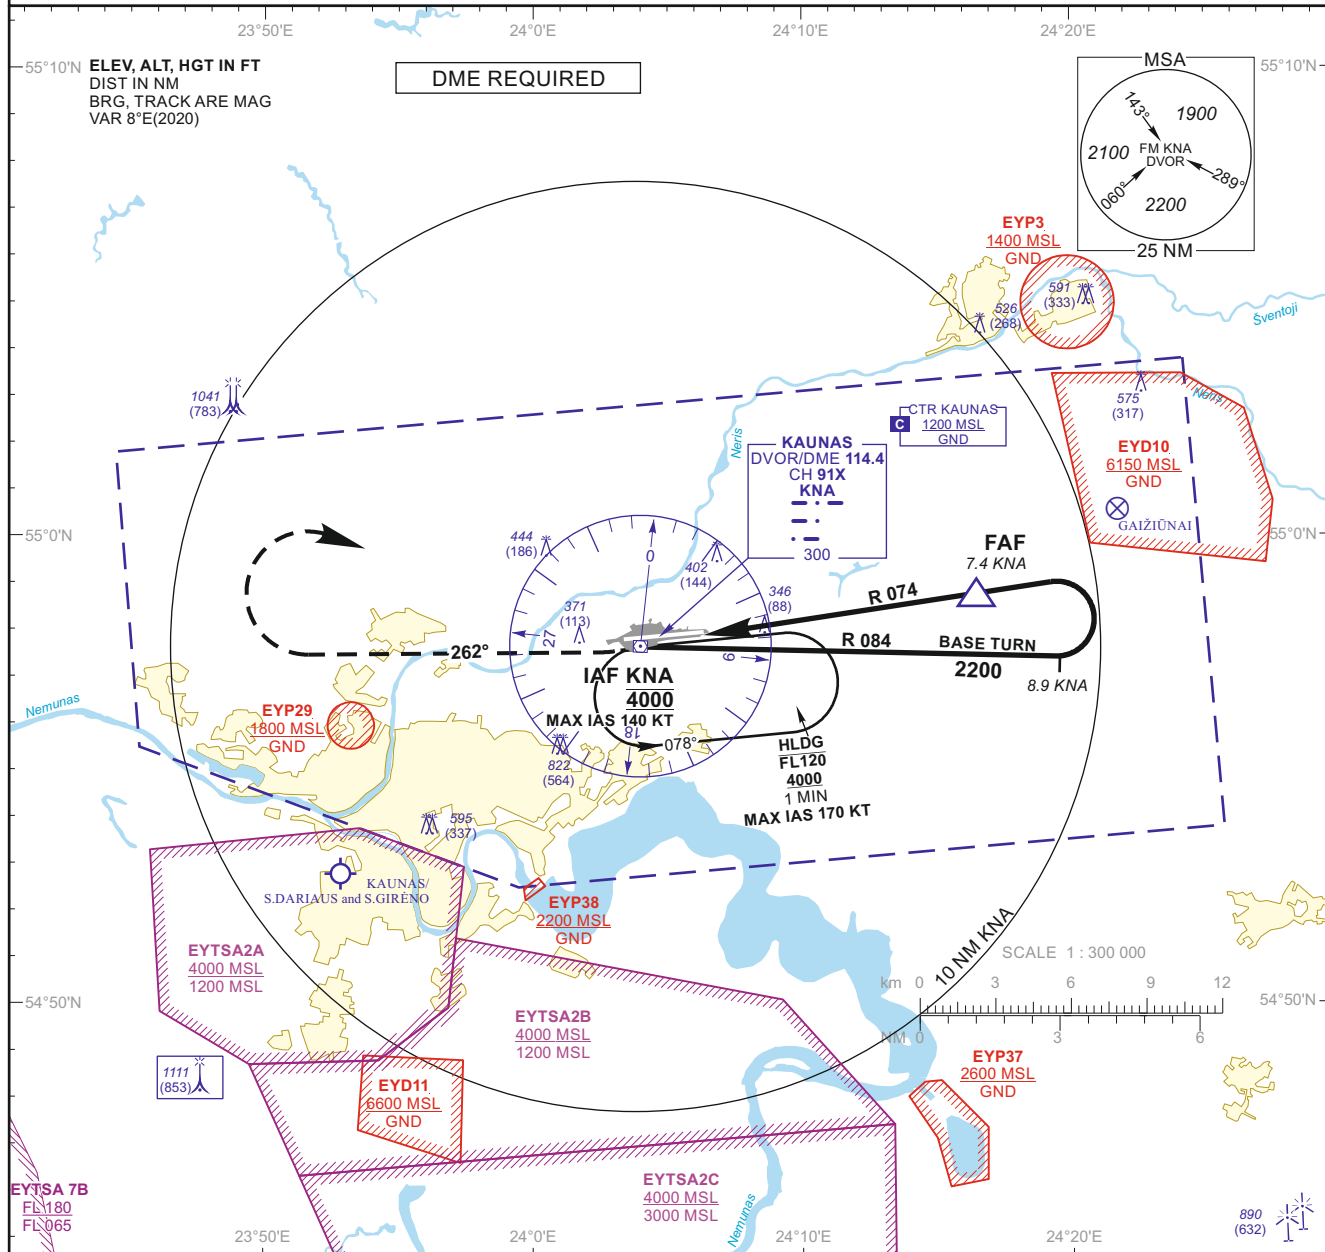 23°50'E
24°0'E
24°10'E
24°20'E
55°10'N
55°10'N
ELEV, ALT, HGT IN FT
DIST IN NM
BRG, TRACK ARE MAG
VAR 8°E(2020)
DME REQUIRED
MSA
143°
1900
2100
FM KNA
DVOR
289°
060°
2200
25 NM
EYP3
1400 MSL
GND
591
(333)
526
(268)
Šventoji
1041
(783)
575
(317)
Neris
CTR KAUNAS
C
1200 MSL
GND
Neris
KAUNAS
DVOR/DME 114.4
CH 91X
KNA
300
EYD10
6150 MSL
GND
GAIŽIŪNAI
55°0'N
55°0'N
444
(186)
0
402
(144)
FAF
7.4 KNA
346
(88)
R 074
371
(113)
27
9
262°
R 084
BASE TURN
2200
8.9 KNA
IAF KNA
4000
MAX IAS 140 KT
18
078°
Nemunas
EYP29
1800 MSL
GND
822
(564)
HLDG
FL120
4000
1 MIN
MAX IAS 170 KT
595
(337)
KAUNAS/
S.DARIAUS and S.GIRĖNO
EYP38
2200 MSL
GND
EYTSA2A
4000 MSL
1200 MSL
10 NM KNA
SCALE 1 : 300 000
km 0 3 6 9 12
NM 0 3 6
54°50'N
54°50'N
EYTSA2B
4000 MSL
1200 MSL
1111
(853)
EYD11
6600 MSL
GND
EYP37
2600 MSL
GND
EYTSA 7B
FL 180
FL 065
EYTSA2C
4000 MSL
3000 MSL
Nemunas
890
(632)
23°50'E
24°0'E
24°10'E
24°20'E